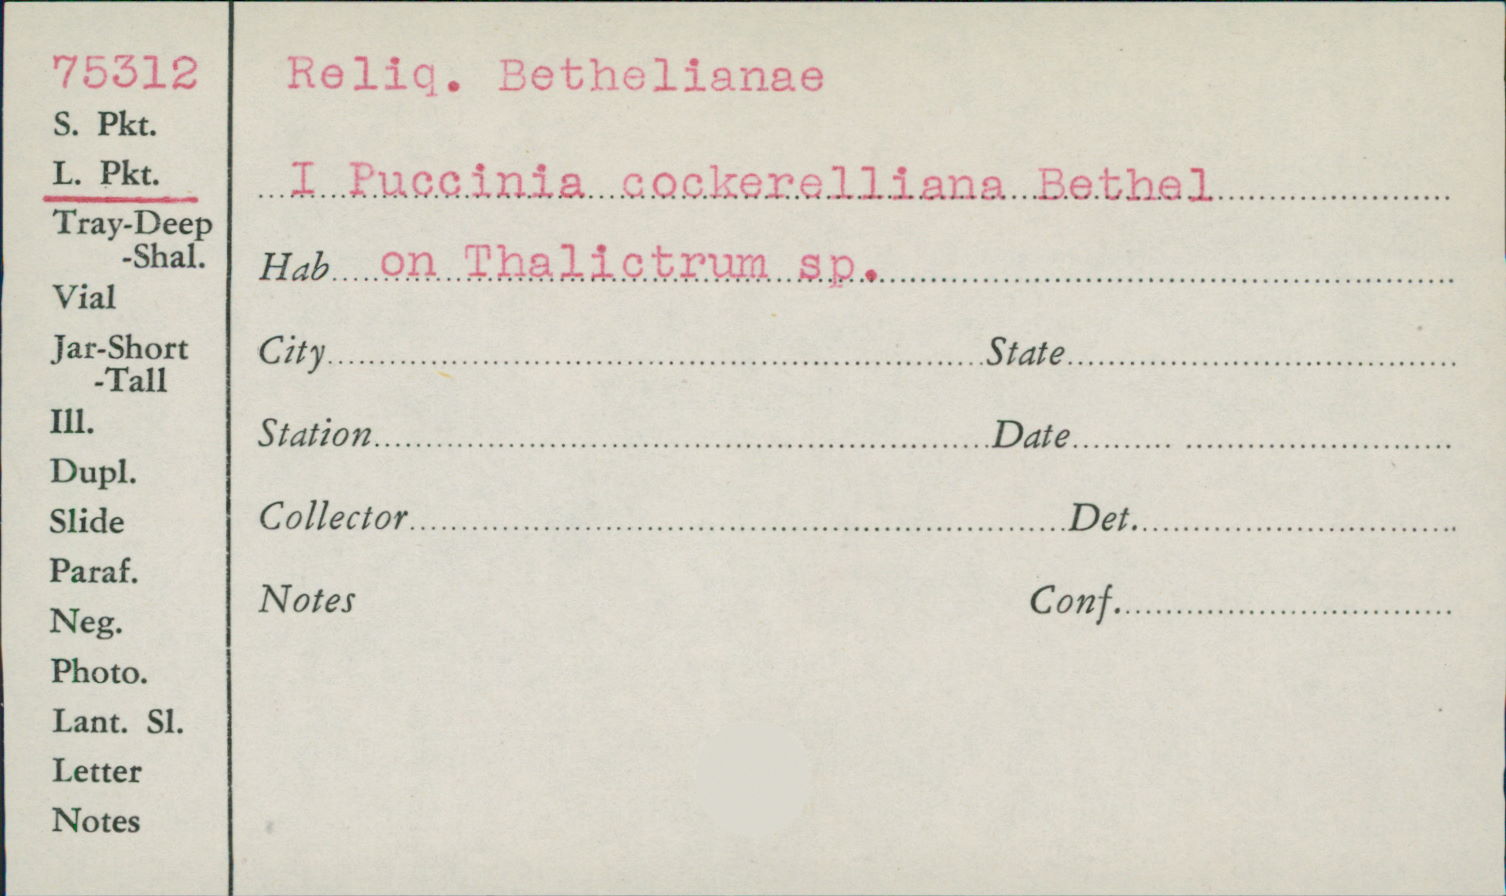 75312
S. Pkt.
L. Pkt.
Tray-Deep
-Shal.
Vial
Jar-Short
-Tall
Ill.
Dupl.
Slide
Paraf.
Neg.
Photo.
Lant. Sl.
Letter
Notes
Reliq. Bethelianae
I Puccinia cockerelliana Bethel
Hab on Thalictrum sp.
City State
Station Date
Collector Det.
Notes Conf.